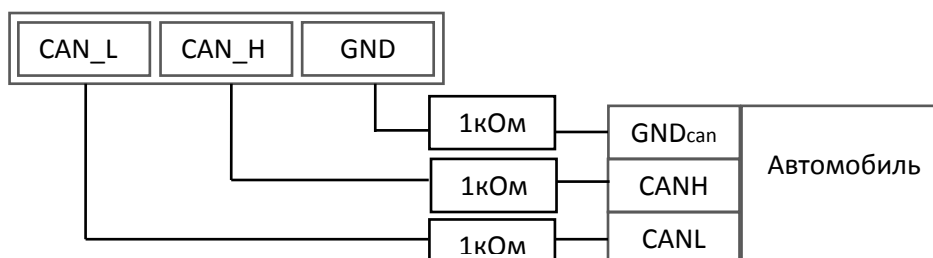 CAN_L CAN_H GND
1кОм GNDcan
1кОм CANH Автомобиль
1кОм CANL